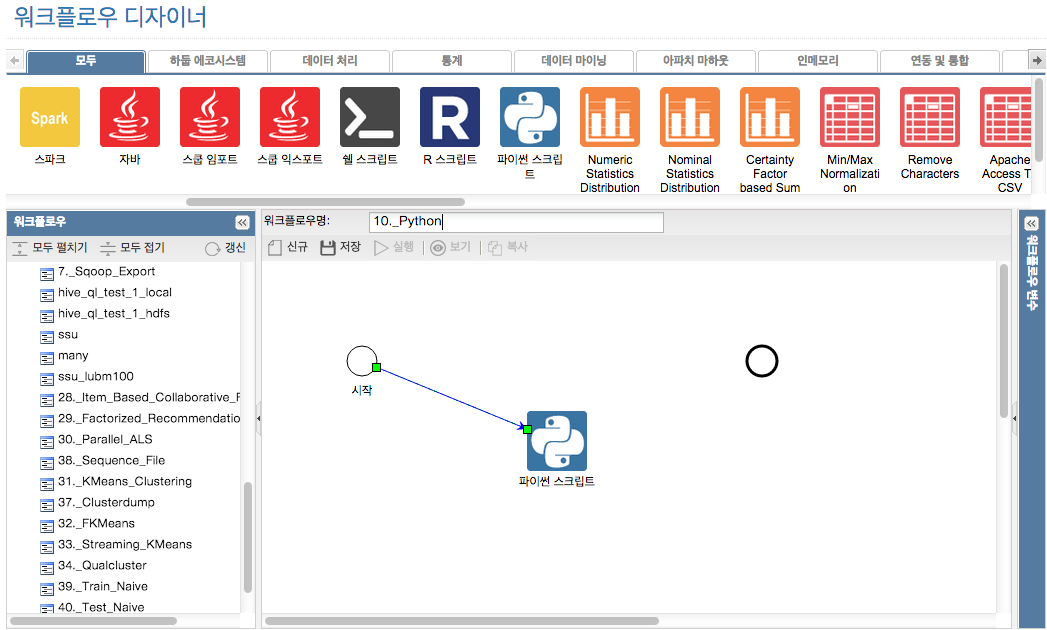 워크플로우 디자이너
모두
하둡 에코시스템
데이터 처리
통계
데이터 마이닝
아파치 마하웃
인메모리
연동 및 통합
Spark
R
스파크
자바
스쿱 임포트
스쿱 익스포트
쉘 스크립트
R 스크립트
파이썬 스크립
트
Numeric
Statistics
Distribution
Nominal
Statistics
Distribution
Certainty
Factor
based Sum
Min/Max
Normalizati
on
Remove
Characters
Apache
Access T
CSV
워크플로우
모두 펼치기
모두 접기
갱신
7._Sqoop_Export
hive_ql_test_1_local
hive_ql_test_1_hdfs
ssu
many
ssu_lubm100
28._Item_Based_Collaborative_F
29._Factorized_Recommendatio
30._Parallel_ALS
38._Sequence_File
31._KMeans_Clustering
37._Clusterdump
32._FKMeans
33._Streaming_KMeans
34._Qualcluster
39._Train_Naive
40._Test_Naive
워크플로우명:
10._Python
신규
저장
실행
보기
복사
시작
파이썬 스크립트
워크플로우 변수